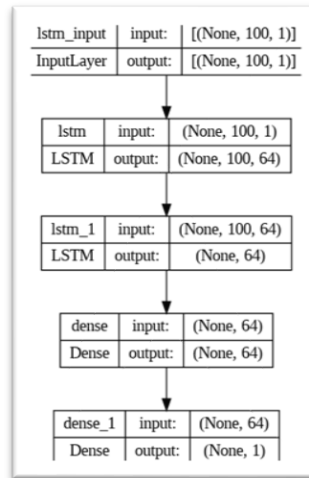 lstm_input input: [(None, 100, 1)]
InputLayer output: [(None, 100, 1)]
lstm input: (None, 100, 1)
LSTM output: (None, 100, 64)
lstm_1 input: (None, 100, 64)
LSTM output: (None, 64)
dense input: (None, 64)
Dense output: (None, 64)
dense_1 input: (None, 64)
Dense output: (None, 1)